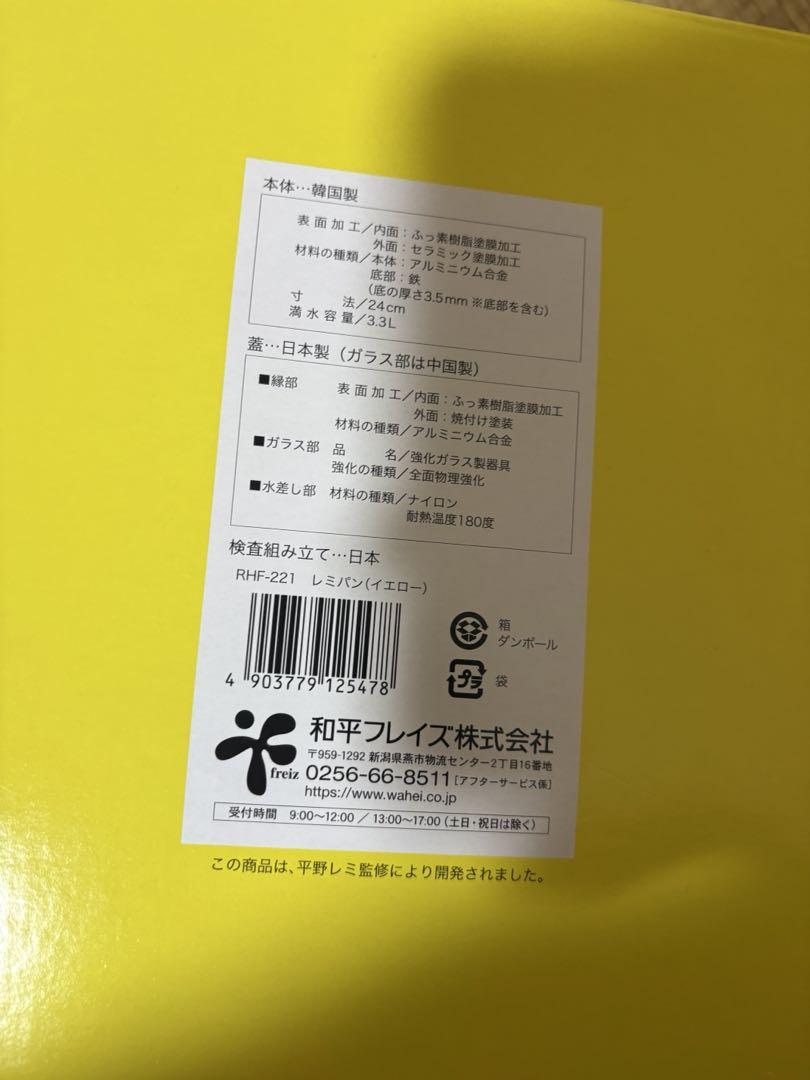 本体…韓国製
表面加工／内面：ふっ素樹脂塗膜加工
外面：セラミック塗膜加工
材料の種類／本体：アルミニウム合金
底部：鉄
（底の厚さ3.5mm ※底部を含む）
寸法／24cm
満水容量／3.3L
蓋…日本製（ガラス部は中国製）
■縁部 表面加工／内面：ふっ素樹脂塗膜加工
外面：焼付け塗装
材料の種類／アルミニウム合金
■ガラス部 品名／強化ガラス製器具
強化の種類／全面物理強化
■水差し部 材料の種類／ナイロン
耐熱温度180度
検査組み立て…日本
RHF-221 レミパン（イエロー）
4 903779 125478
箱
ダンボール
プラ
袋
freiz
和平フレイズ株式会社
〒959-1292 新潟県燕市物流センター2丁目16番地
0256-66-8511［アフターサービス係］
https://www.wahei.co.jp
受付時間 9:00～12:00 ／ 13:00～17:00（土日・祝日は除く）
この商品は、平野レミ監修により開発されました。